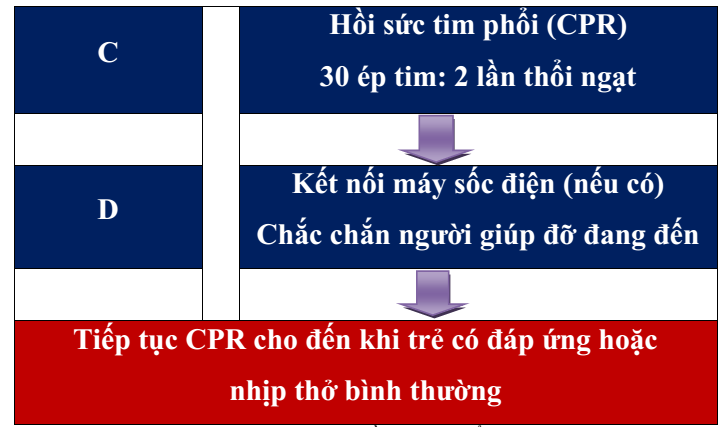 C
Hồi sức tim phổi (CPR)
30 ép tim: 2 lần thổi ngạt
D
Kết nối máy sốc điện (nếu có)
Chắc chắn người giúp đỡ đang đến
Tiếp tục CPR cho đến khi trẻ có đáp ứng hoặc
nhịp thở bình thường